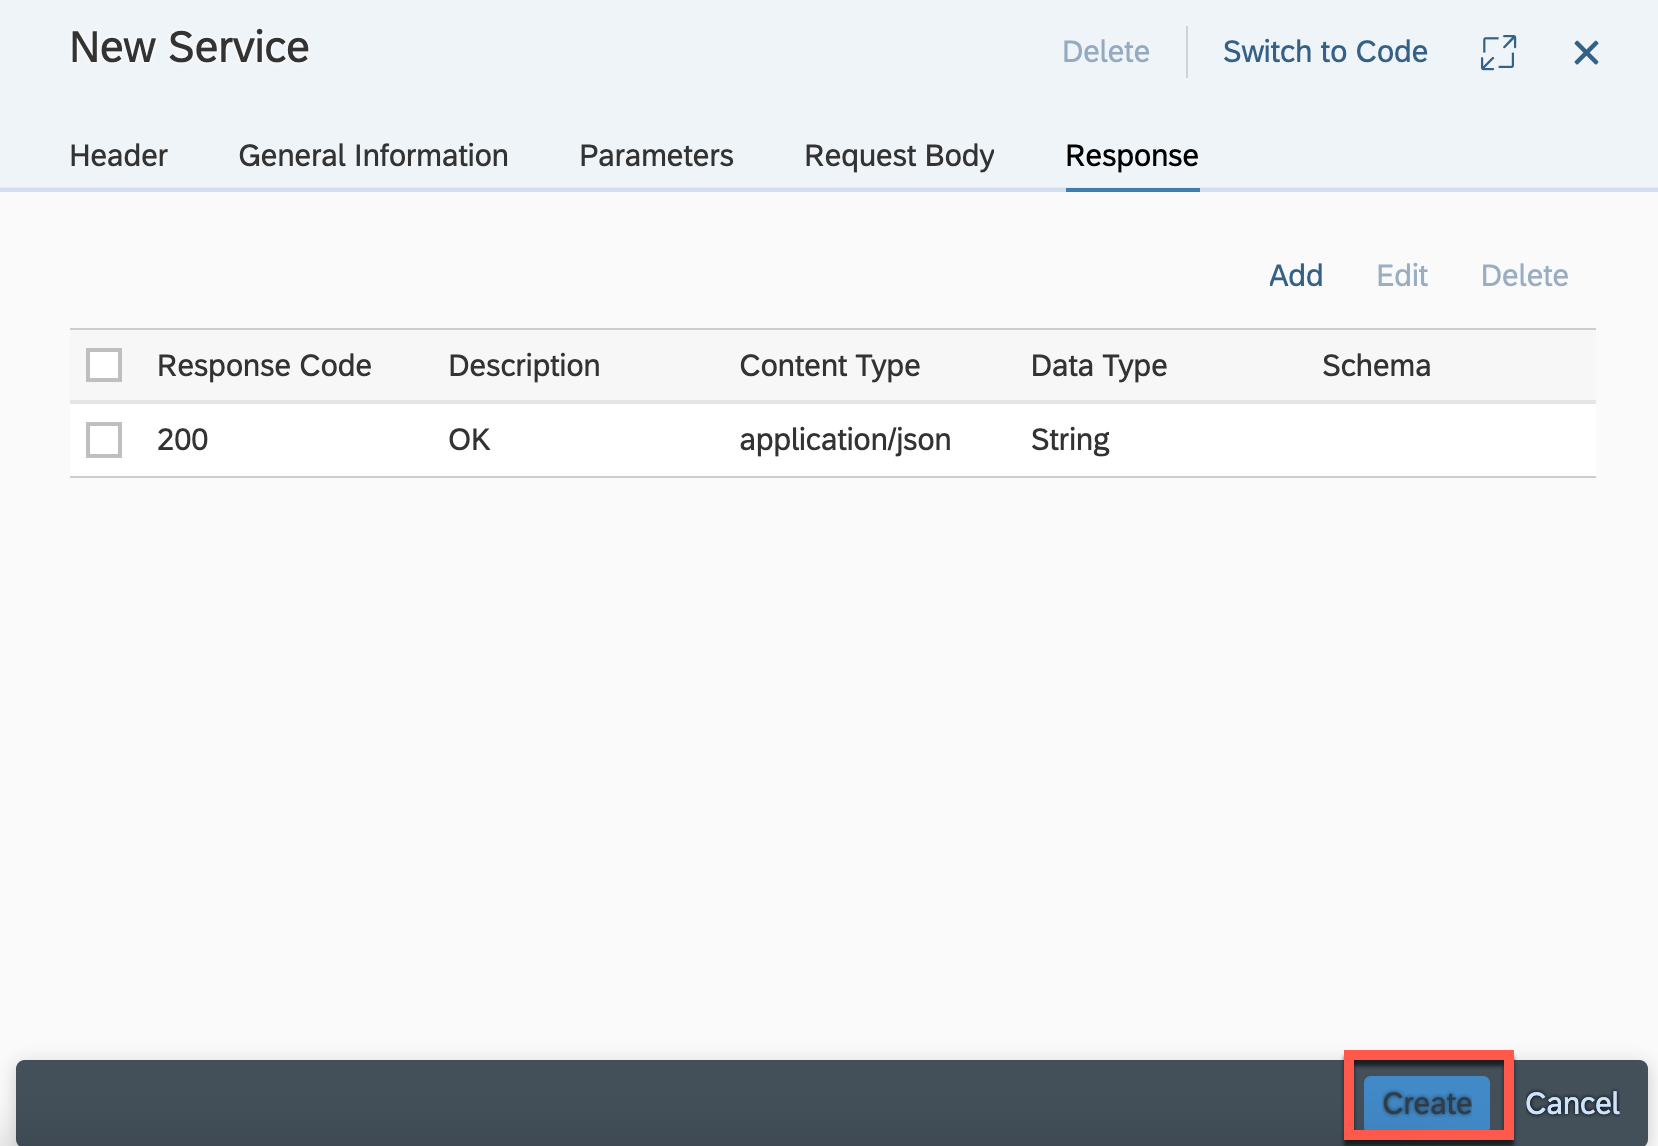 New Service
Delete
Switch to Code
Header General Information Parameters Request Body Response
Add Edit Delete
Response Code Description Content Type Data Type Schema
200 OK application/json String
Create Cancel